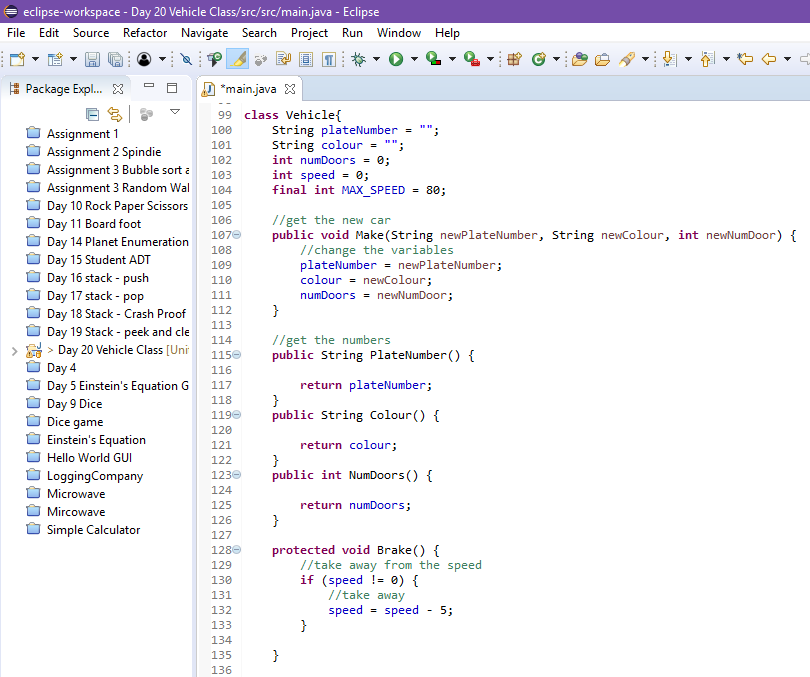 eclipse-workspace - Day 20 Vehicle Class/src/src/main.java - Eclipse
File Edit Source Refactor Navigate Search Project Run Window Help
Package Expl...
Assignment 1
Assignment 2 Spindie
Assignment 3 Bubble sort a
Assignment 3 Random Wal
Day 10 Rock Paper Scissors
Day 11 Board foot
Day 14 Planet Enumeration
Day 15 Student ADT
Day 16 stack - push
Day 17 stack - pop
Day 18 Stack - Crash Proof
Day 19 Stack - peek and cle
> Day 20 Vehicle Class [Uni
Day 4
Day 5 Einstein's Equation G
Day 9 Dice
Dice game
Einstein's Equation
Hello World GUI
LoggingCompany
Microwave
Mircowave
Simple Calculator
*main.java
99 class Vehicle{
100 String plateNumber = "";
101 String colour = "";
102 int numDoors = 0;
103 int speed = 0;
104 final int MAX_SPEED = 80;
105
106 //get the new car
107 public void Make(String newPlateNumber, String newColour, int newNumDoor) {
108 //change the variables
109 plateNumber = newPlateNumber;
110 colour = newColour;
111 numDoors = newNumDoor;
112 }
113
114 //get the numbers
115 public String PlateNumber() {
116
117 return plateNumber;
118 }
119 public String Colour() {
120
121 return colour;
122 }
123 public int NumDoors() {
124
125 return numDoors;
126 }
127
128 protected void Brake() {
129 //take away from the speed
130 if (speed != 0) {
131 //take away
132 speed = speed - 5;
133 }
134
135 }
136